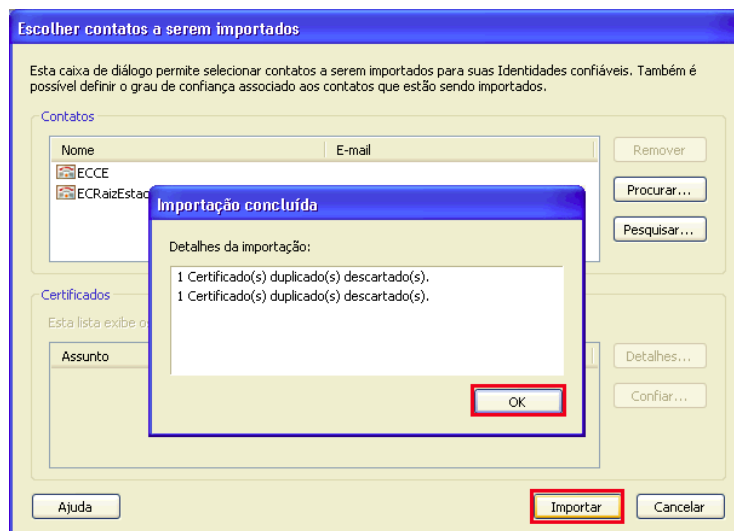 Escolher contatos a serem importados
Esta caixa de diálogo permite selecionar contatos a serem importados para suas Identidades confiáveis. Também é
possível definir o grau de confiança associado aos contatos que estão sendo importados.
Contatos
Nome E-mail
Remover
ECCE
ECRaizEstad
Procurar...
Pesquisar...
Importação concluída
Detalhes da importação:
1 Certificado(s) duplicado(s) descartado(s).
1 Certificado(s) duplicado(s) descartado(s).
OK
Certificados
Esta lista exibe os
Assunto
Detalhes...
Confiar...
Ajuda
Importar
Cancelar